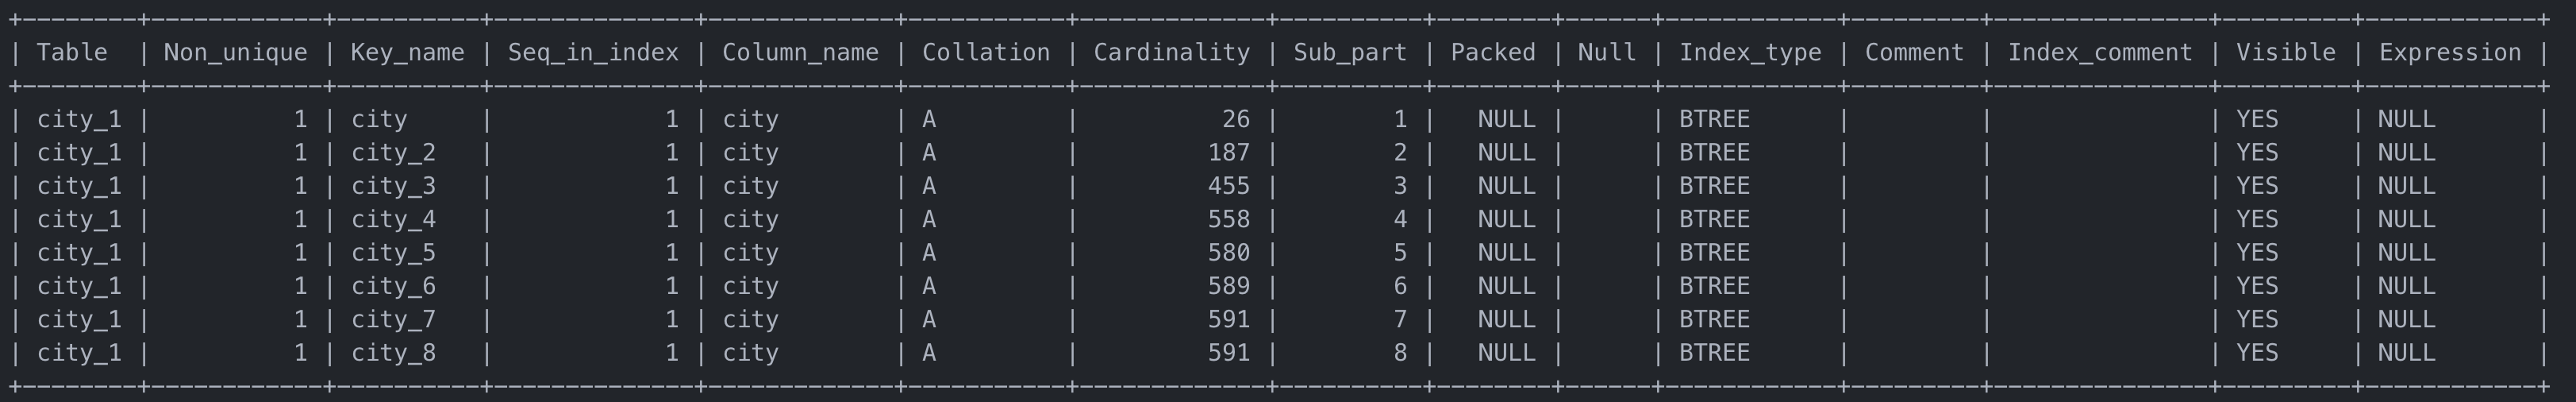 +---------+------------+----------+--------------+-------------+-----------+-------------+----------+--------+------+------------+---------+---------------+---------+------------+
| Table   | Non_unique | Key_name | Seq_in_index | Column_name | Collation | Cardinality | Sub_part | Packed | Null | Index_type | Comment | Index_comment | Visible | Expression |
+---------+------------+----------+--------------+-------------+-----------+-------------+----------+--------+------+------------+---------+---------------+---------+------------+
| city_1 |          1 | city     |            1 | city        | A         |          26 |        1 |   NULL |      | BTREE      |         |               | YES     | NULL       |
| city_1 |          1 | city_2   |            1 | city        | A         |         187 |        2 |   NULL |      | BTREE      |         |               | YES     | NULL       |
| city_1 |          1 | city_3   |            1 | city        | A         |         455 |        3 |   NULL |      | BTREE      |         |               | YES     | NULL       |
| city_1 |          1 | city_4   |            1 | city        | A         |         558 |        4 |   NULL |      | BTREE      |         |               | YES     | NULL       |
| city_1 |          1 | city_5   |            1 | city        | A         |         580 |        5 |   NULL |      | BTREE      |         |               | YES     | NULL       |
| city_1 |          1 | city_6   |            1 | city        | A         |         589 |        6 |   NULL |      | BTREE      |         |               | YES     | NULL       |
| city_1 |          1 | city_7   |            1 | city        | A         |         591 |        7 |   NULL |      | BTREE      |         |               | YES     | NULL       |
| city_1 |          1 | city_8   |            1 | city        | A         |         591 |        8 |   NULL |      | BTREE      |         |               | YES     | NULL       |
+---------+------------+----------+--------------+-------------+-----------+-------------+----------+--------+------+------------+---------+---------------+---------+------------+